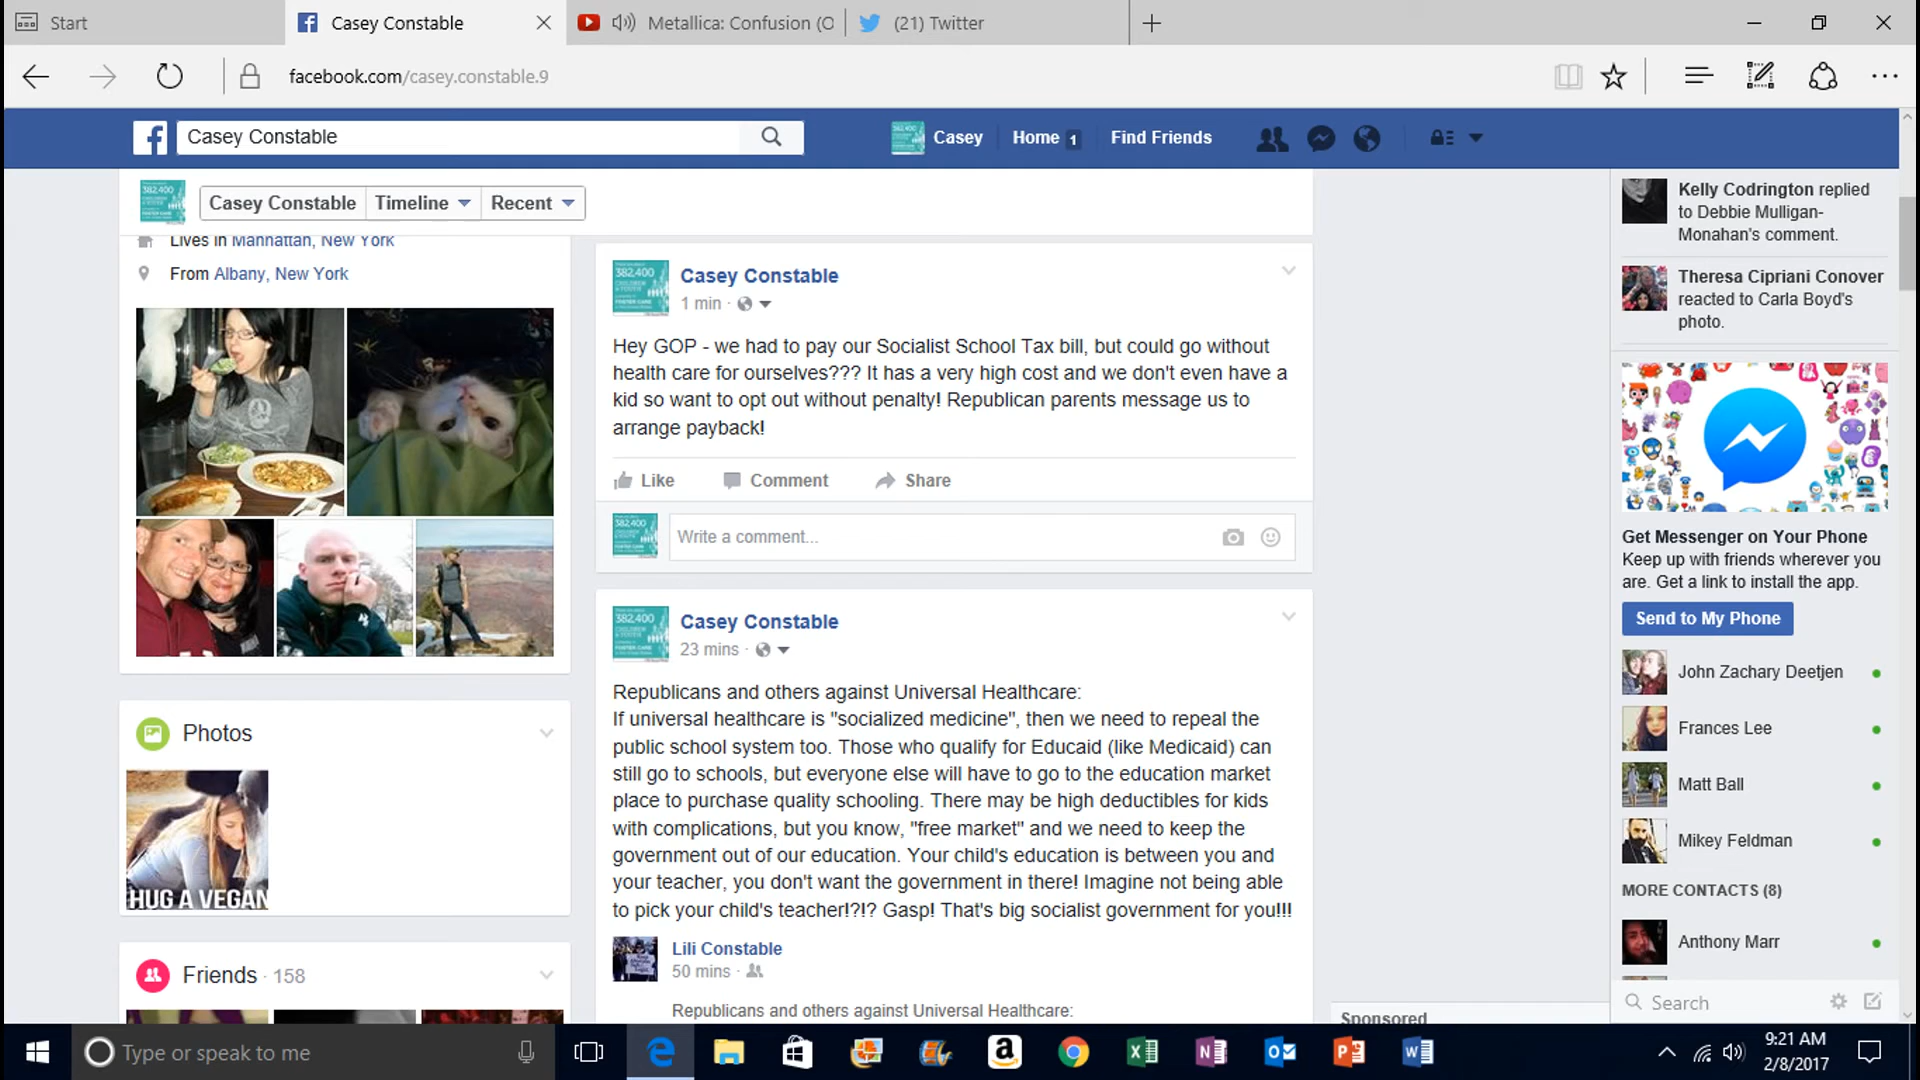 Start
Casey Constable
Metallica: Confusion (O
(21) Twitter
facebook.com/casey.constable.9
Casey Constable
Casey
Home 1
Find Friends
Casey Constable
Timeline
Recent
Lives in Manhattan, New York
From Albany, New York
Photos
HUG A VEGAN
Friends · 158
382,400
Casey Constable
1 min ·
Hey GOP - we had to pay our Socialist School Tax bill, but could go without
health care for ourselves??? It has a very high cost and we don't even have a
kid so want to opt out without penalty! Republican parents message us to
arrange payback!
Like
Comment
Share
382,400
Write a comment...
382,400
Casey Constable
23 mins ·
Republicans and others against Universal Healthcare:
If universal healthcare is "socialized medicine", then we need to repeal the
public school system too. Those who qualify for Educaid (like Medicaid) can
still go to schools, but everyone else will have to go to the education market
place to purchase quality schooling. There may be high deductibles for kids
with complications, but you know, "free market" and we need to keep the
government out of our education. Your child's education is between you and
your teacher, you don't want the government in there! Imagine not being able
to pick your child's teacher!?!? Gasp! That's big socialist government for you!!!
Lili Constable
50 mins ·
Republicans and others against Universal Healthcare:
Sponsored
Kelly Codrington replied
to Debbie Mulligan-
Monahan's comment.
Theresa Cipriani Conover
reacted to Carla Boyd's
photo.
Get Messenger on Your Phone
Keep up with friends wherever you
are. Get a link to install the app.
Send to My Phone
John Zachary Deetjen
Frances Lee
Matt Ball
Mikey Feldman
MORE CONTACTS (8)
Anthony Marr
Search
Type or speak to me
9:21 AM
2/8/2017